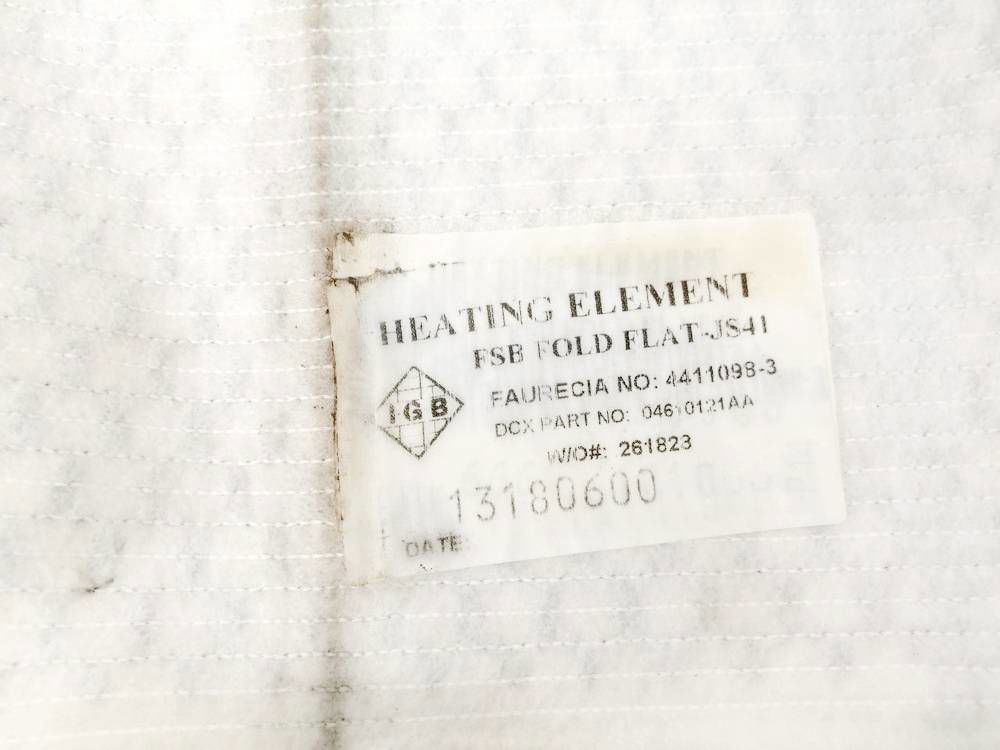 HEATING ELEMENT
FSB FOLD FLAT-JS41
IGB
FAURECIA NO: 4411098-3
DCX PART NO: 04610121AA
W/O#: 261823
13180600
DATE: